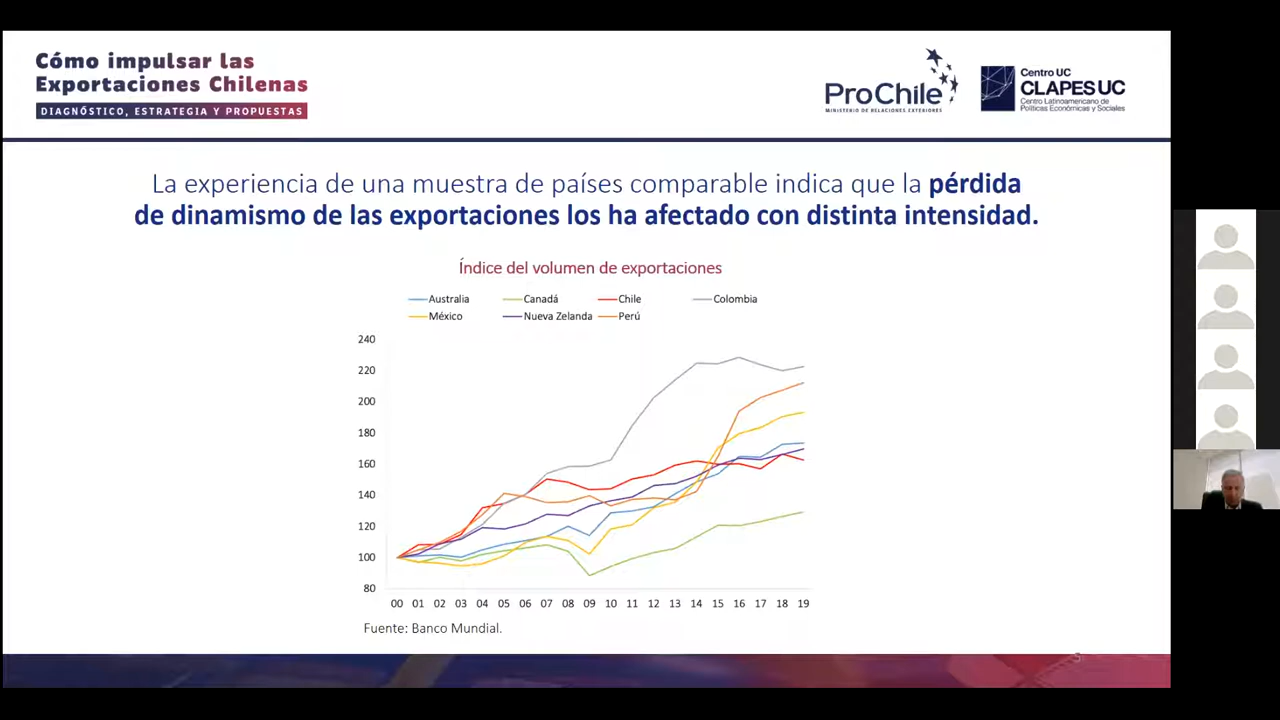 Cómo impulsar las
Exportaciones Chilenas
DIAGNÓSTICO, ESTRATEGIA Y PROPUESTAS
ProChile
MINISTERIO DE RELACIONES EXTERIORES
Centro UC
CLAPES UC
Centro Latinoamericano de
Políticas Económicas y Sociales
La experiencia de una muestra de países comparable indica que la pérdida
de dinamismo de las exportaciones los ha afectado con distinta intensidad.
Índice del volumen de exportaciones
Australia Canadá Chile Colombia
México Nueva Zelanda Perú
240
220
200
180
160
140
120
100
80
00 01 02 03 04 05 06 07 08 09 10 11 12 13 14 15 16 17 18 19
Fuente: Banco Mundial.